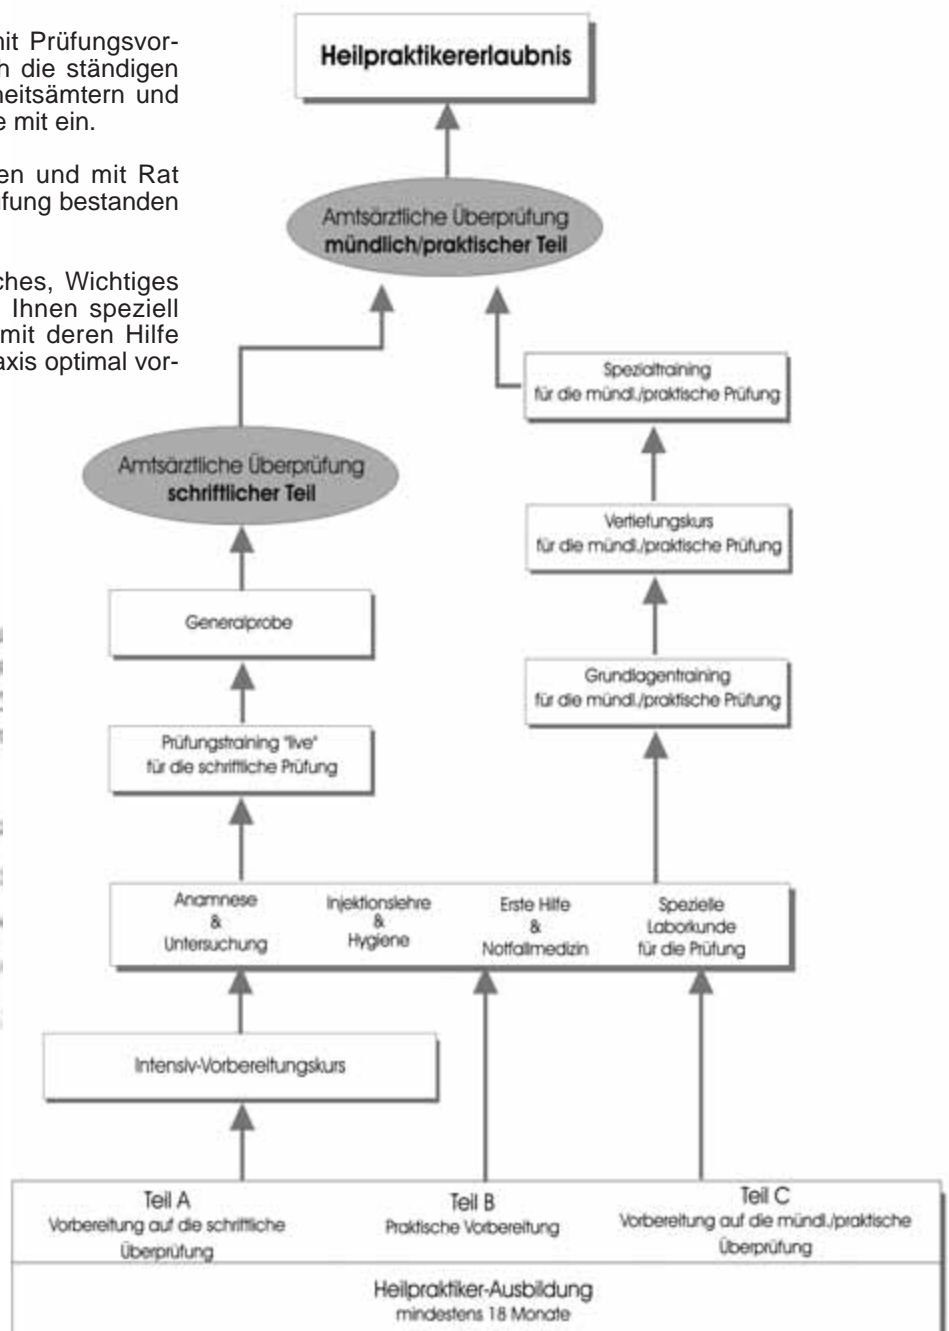 nit Prüfungsvor-
h die ständigen
heitsämtern und
e mit ein.
en und mit Rat
üfung bestanden
ches, Wichtiges
Ihnen speziell
mit deren Hilfe
axis optimal vor-
Heilpraktikererlaubnis
Amtsärztliche Überprüfung
mündlich/praktischer Teil
Spezialtraining
für die mündl./praktische Prüfung
Amtsärztliche Überprüfung
schriftlicher Teil
Vertiefungskurs
für die mündl./praktische Prüfung
Generalprobe
Grundlagentraining
für die mündl./praktische Prüfung
Prüfungstraining "live"
für die schriftliche Prüfung
Anamnese
&
Untersuchung
Injektionslehre
&
Hygiene
Erste Hilfe
&
Notfallmedizin
Spezielle
Laborkunde
für die Prüfung
Intensiv-Vorbereitungskurs
Teil A
Vorbereitung auf die schriftliche
Überprüfung
Teil B
Praktische Vorbereitung
Teil C
Vorbereitung auf die mündl./praktische
Überprüfung
Heilpraktiker-Ausbildung
mindestens 18 Monate